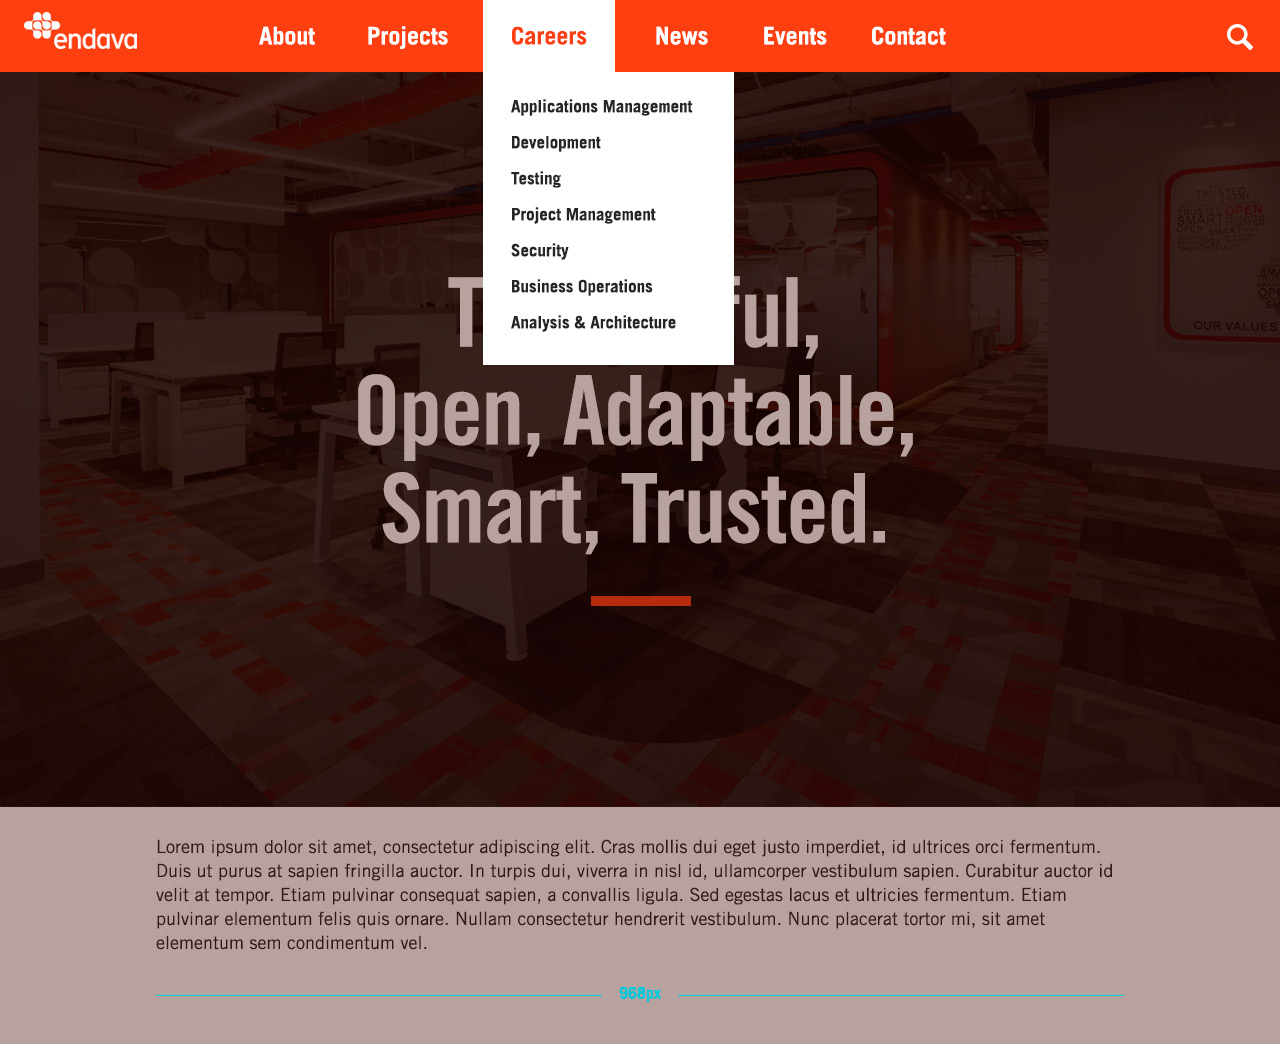 endava
About Projects Careers News Events Contact
Applications Management
Development
Testing
Project Management
Security
Business Operations
Analysis & Architecture
ful,
Open, Adaptable,
Smart, Trusted.
TRUSTED
SMART
TRUSTED OPEN
SMART
OPEN
SMART
OPEN
OUR VALUES
Lorem ipsum dolor sit amet, consectetur adipiscing elit. Cras mollis dui eget justo imperdiet, id ultrices orci fermentum.
Duis ut purus at sapien fringilla auctor. In turpis dui, viverra in nisl id, ullamcorper vestibulum sapien. Curabitur auctor id
velit at tempor. Etiam pulvinar consequat sapien, a convallis ligula. Sed egestas lacus et ultricies fermentum. Etiam
pulvinar elementum felis quis ornare. Nullam consectetur hendrerit vestibulum. Nunc placerat tortor mi, sit amet
elementum sem condimentum vel.
968px